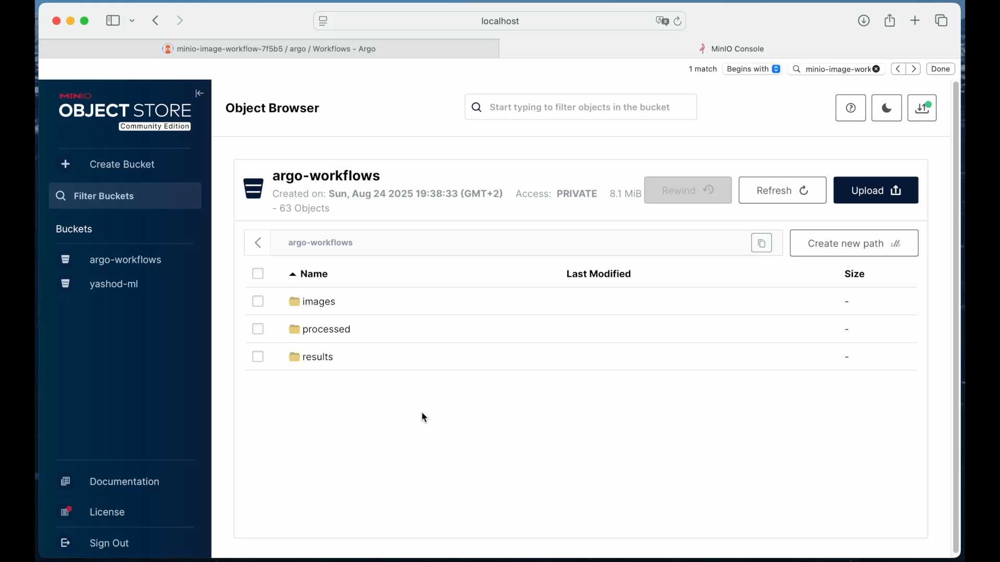 localhost
minio-image-workflow-7f5b5 / argo / Workflows - Argo
MinIO Console
1 match Begins with minio-image-work Done
MINIO
OBJECT STORE
Community Edition
Create Bucket
Filter Buckets
Buckets
argo-workflows
yashod-ml
Documentation
License
Sign Out
Object Browser
Start typing to filter objects in the bucket
argo-workflows
Created on: Sun, Aug 24 2025 19:38:33 (GMT+2) Access: PRIVATE 8.1 MiB
- 63 Objects
Rewind
Refresh
Upload
argo-workflows
Create new path
Name Last Modified Size
images -
processed -
results -